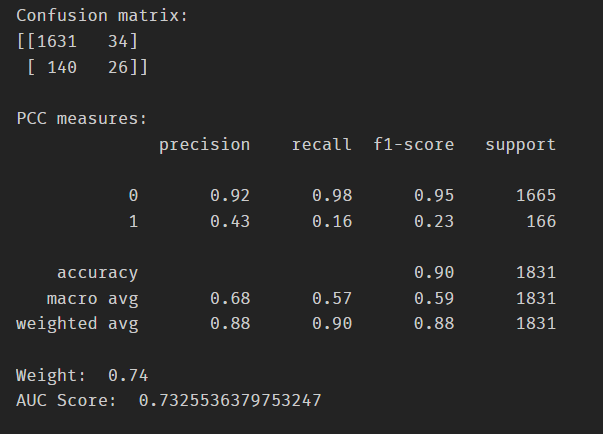 Confusion matrix:
[[1631   34]
 [ 140   26]]
PCC measures:
              precision    recall  f1-score   support
           0       0.92      0.98      0.95      1665
           1       0.43      0.16      0.23       166
    accuracy                           0.90      1831
   macro avg       0.68      0.57      0.59      1831
weighted avg       0.88      0.90      0.88      1831
Weight:  0.74
AUC Score:  0.7325536379753247